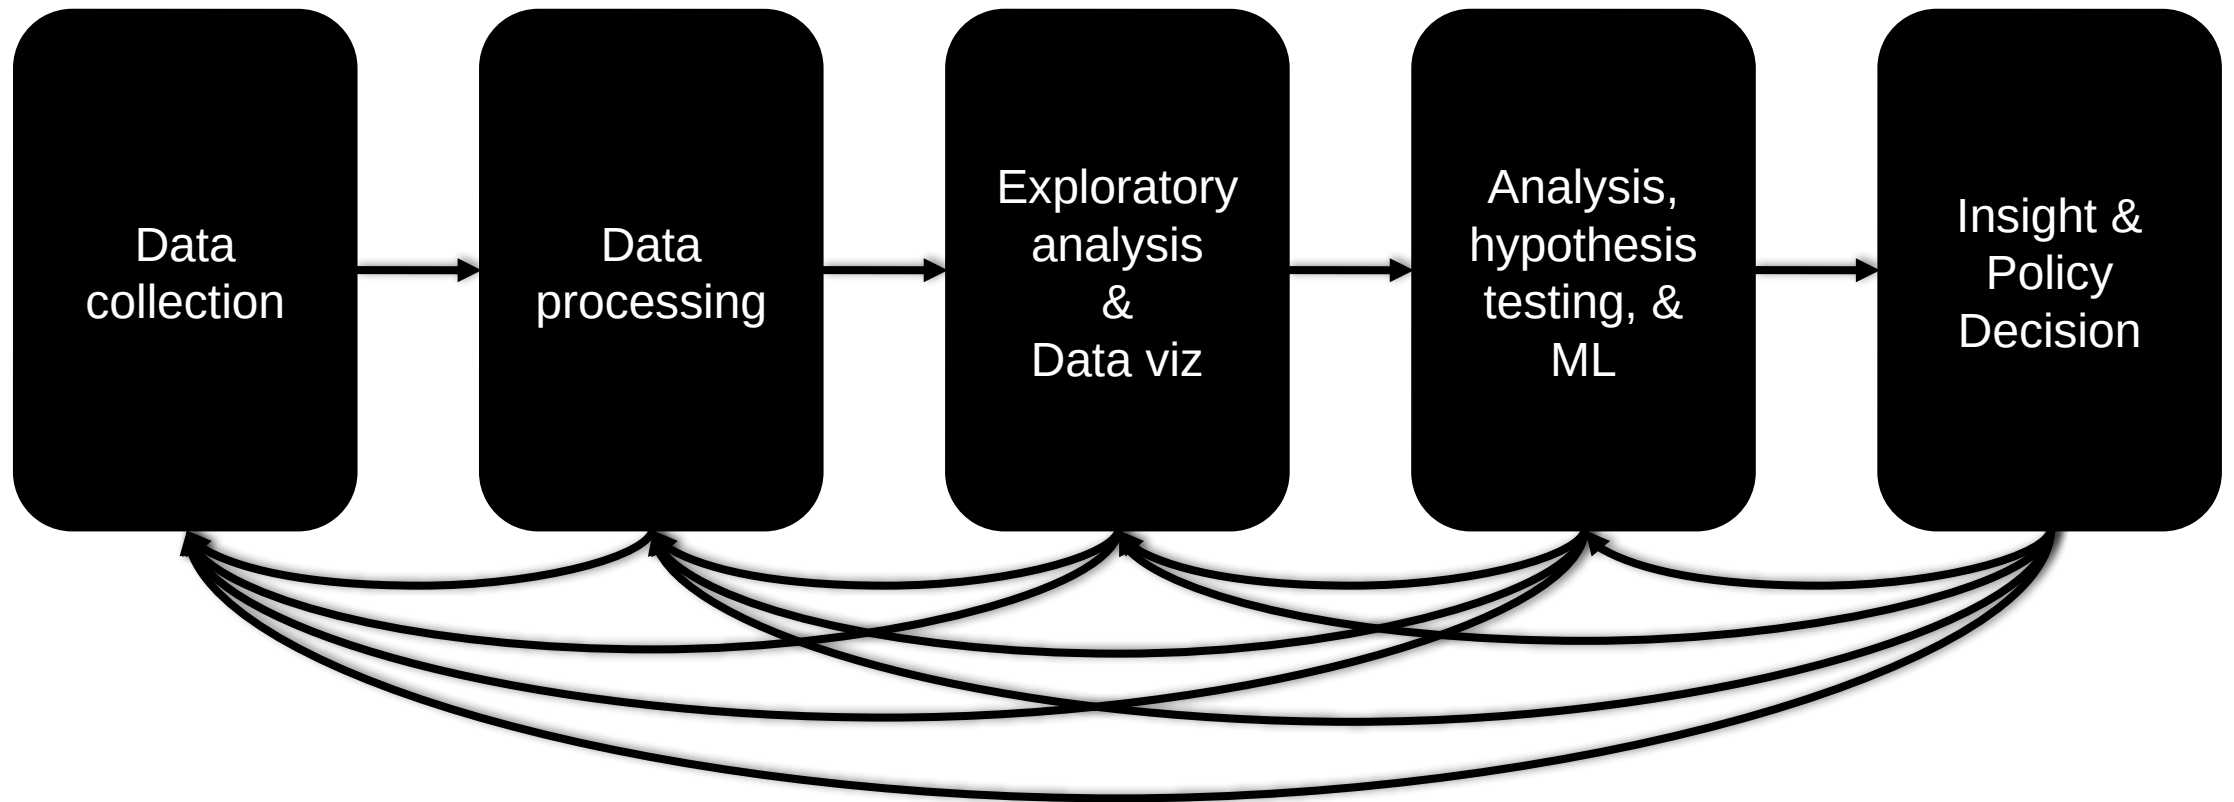 Data
collection
Data
processing
Exploratory
analysis
&
Data viz
Analysis,
hypothesis
testing, &
ML
Insight &
Policy
Decision